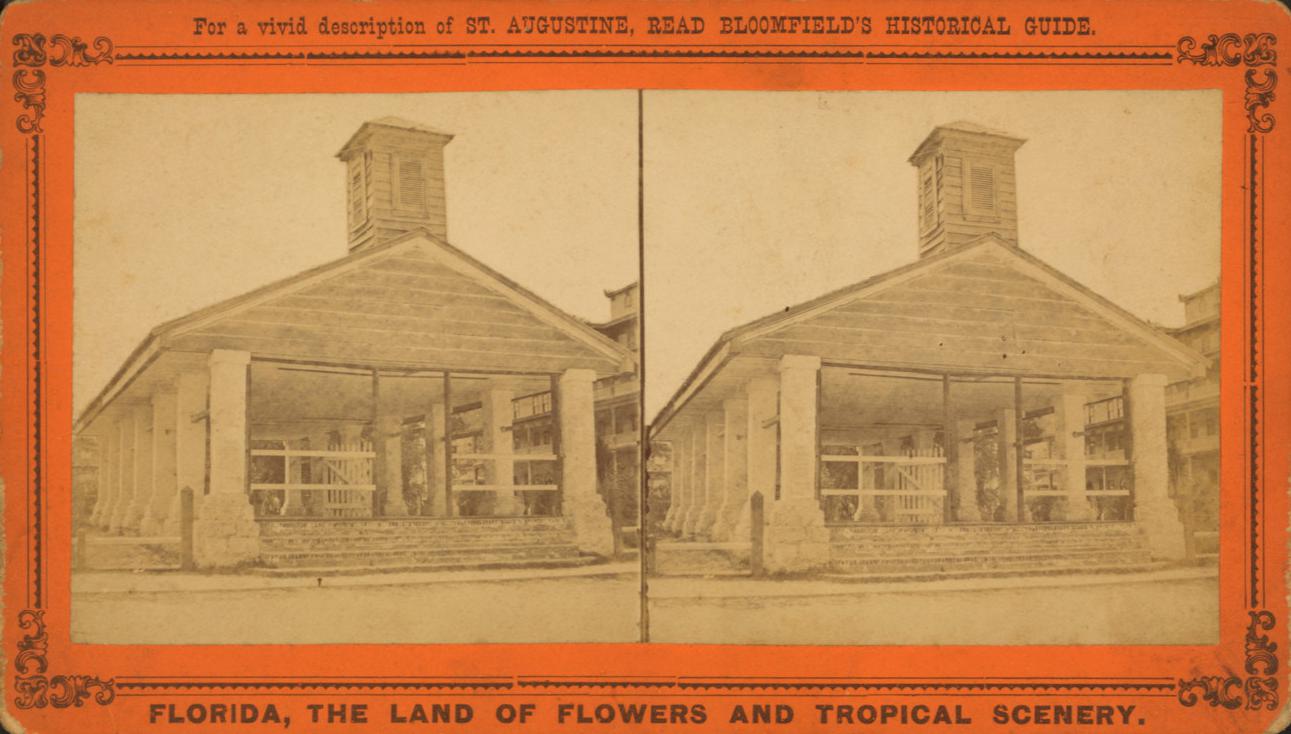 For a vivid description of ST. AUGUSTINE, READ BLOOMFIELD'S HISTORICAL GUIDE.
FLORIDA, THE LAND OF FLOWERS AND TROPICAL SCENERY.